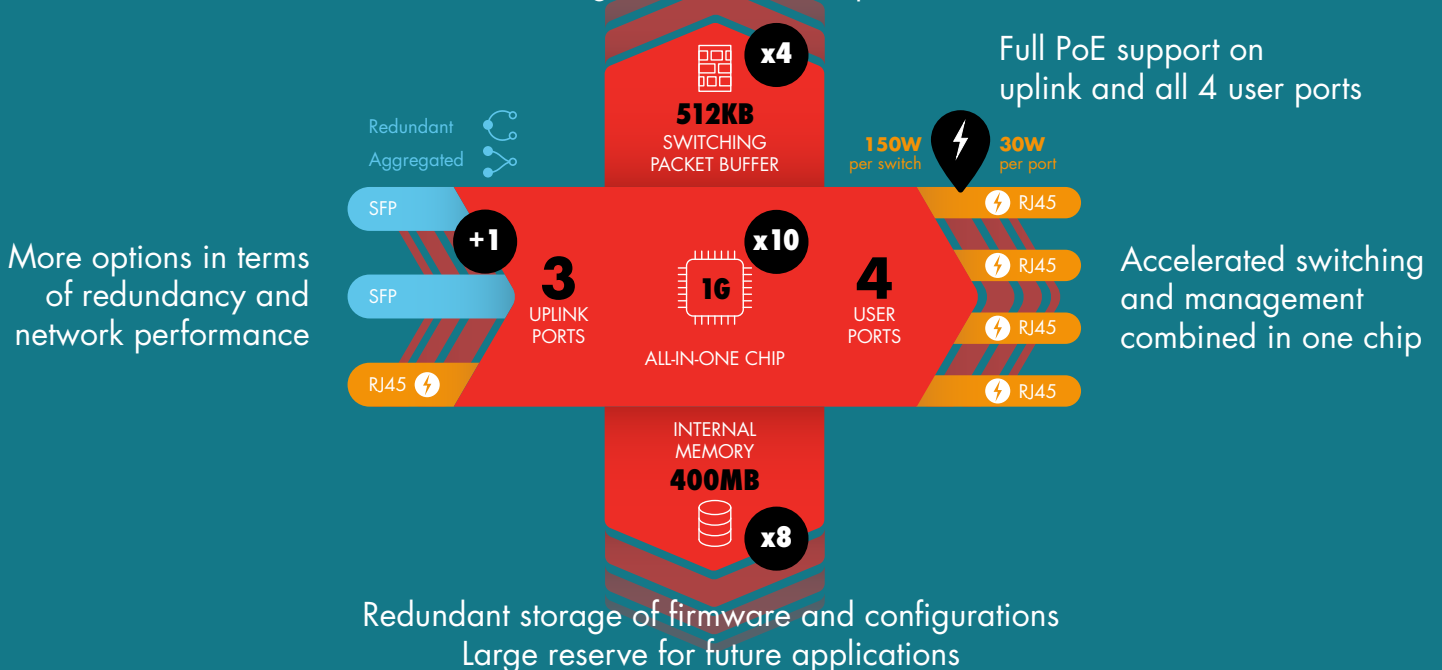 x4
Full PoE support on
uplink and all 4 user ports
512KB
SWITCHING
PACKET BUFFER
Redundant
Aggregated
150W
per switch
30W
per port
SFP
SFP
RJ45
+1
3
UPLINK
PORTS
x10
1G
ALL-IN-ONE CHIP
4
USER
PORTS
RJ45
RJ45
RJ45
RJ45
More options in terms
of redundancy and
network performance
Accelerated switching
and management
combined in one chip
INTERNAL
MEMORY
400MB
x8
Redundant storage of firmware and configurations
Large reserve for future applications